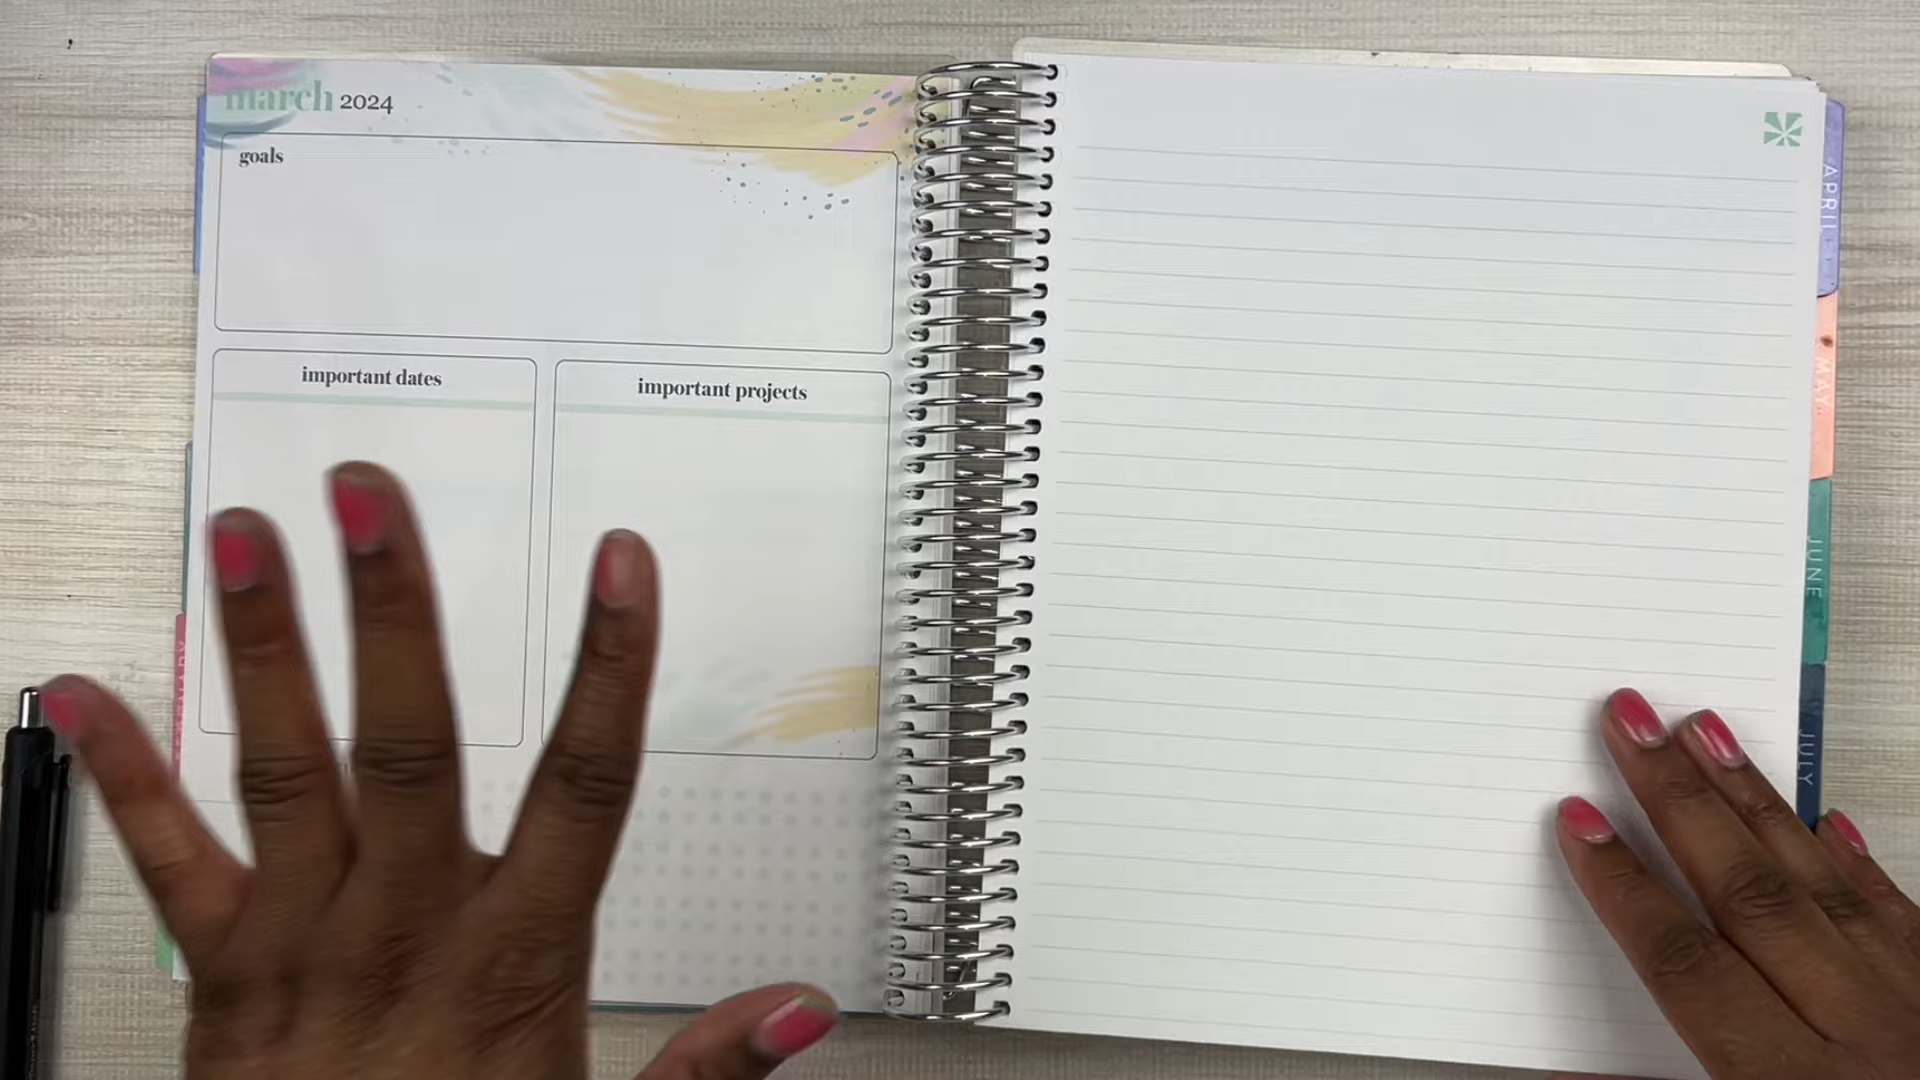 march 2024
goals
important dates
important projects
APRIL
MAY
JUNE
JULY